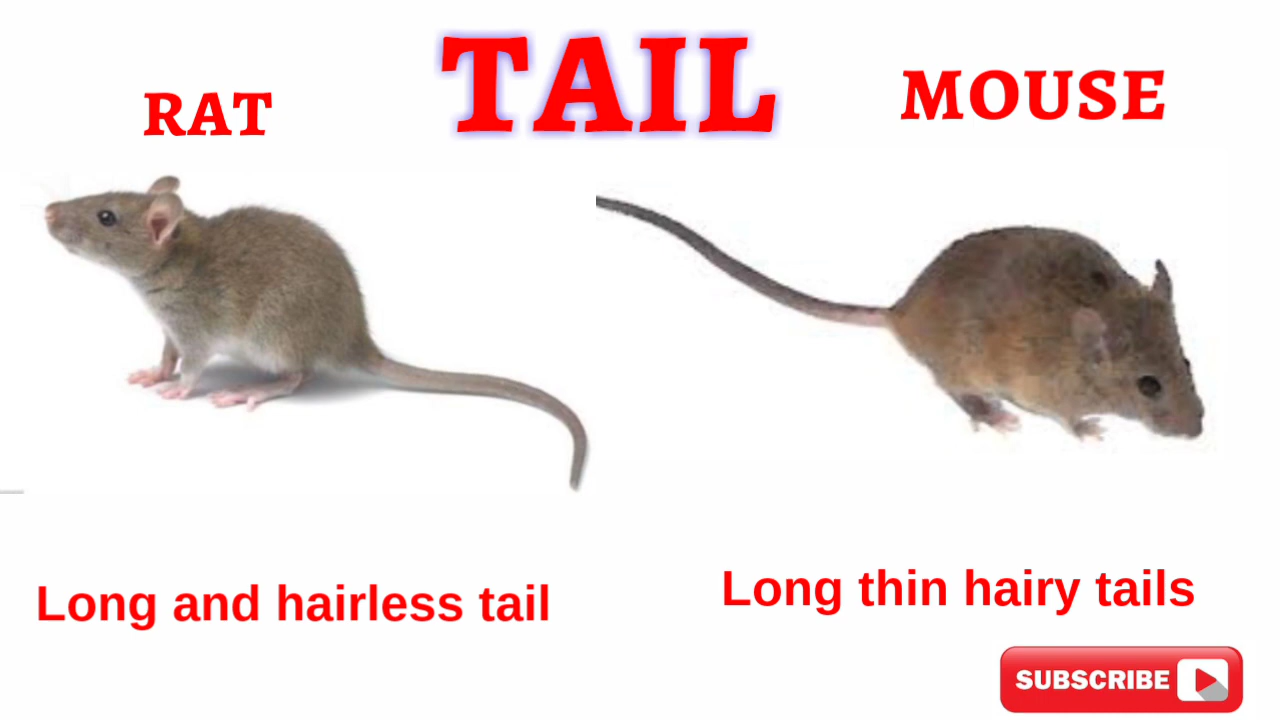 TAIL
RAT
MOUSE
Long and hairless tail
Long thin hairy tails
SUBSCRIBE